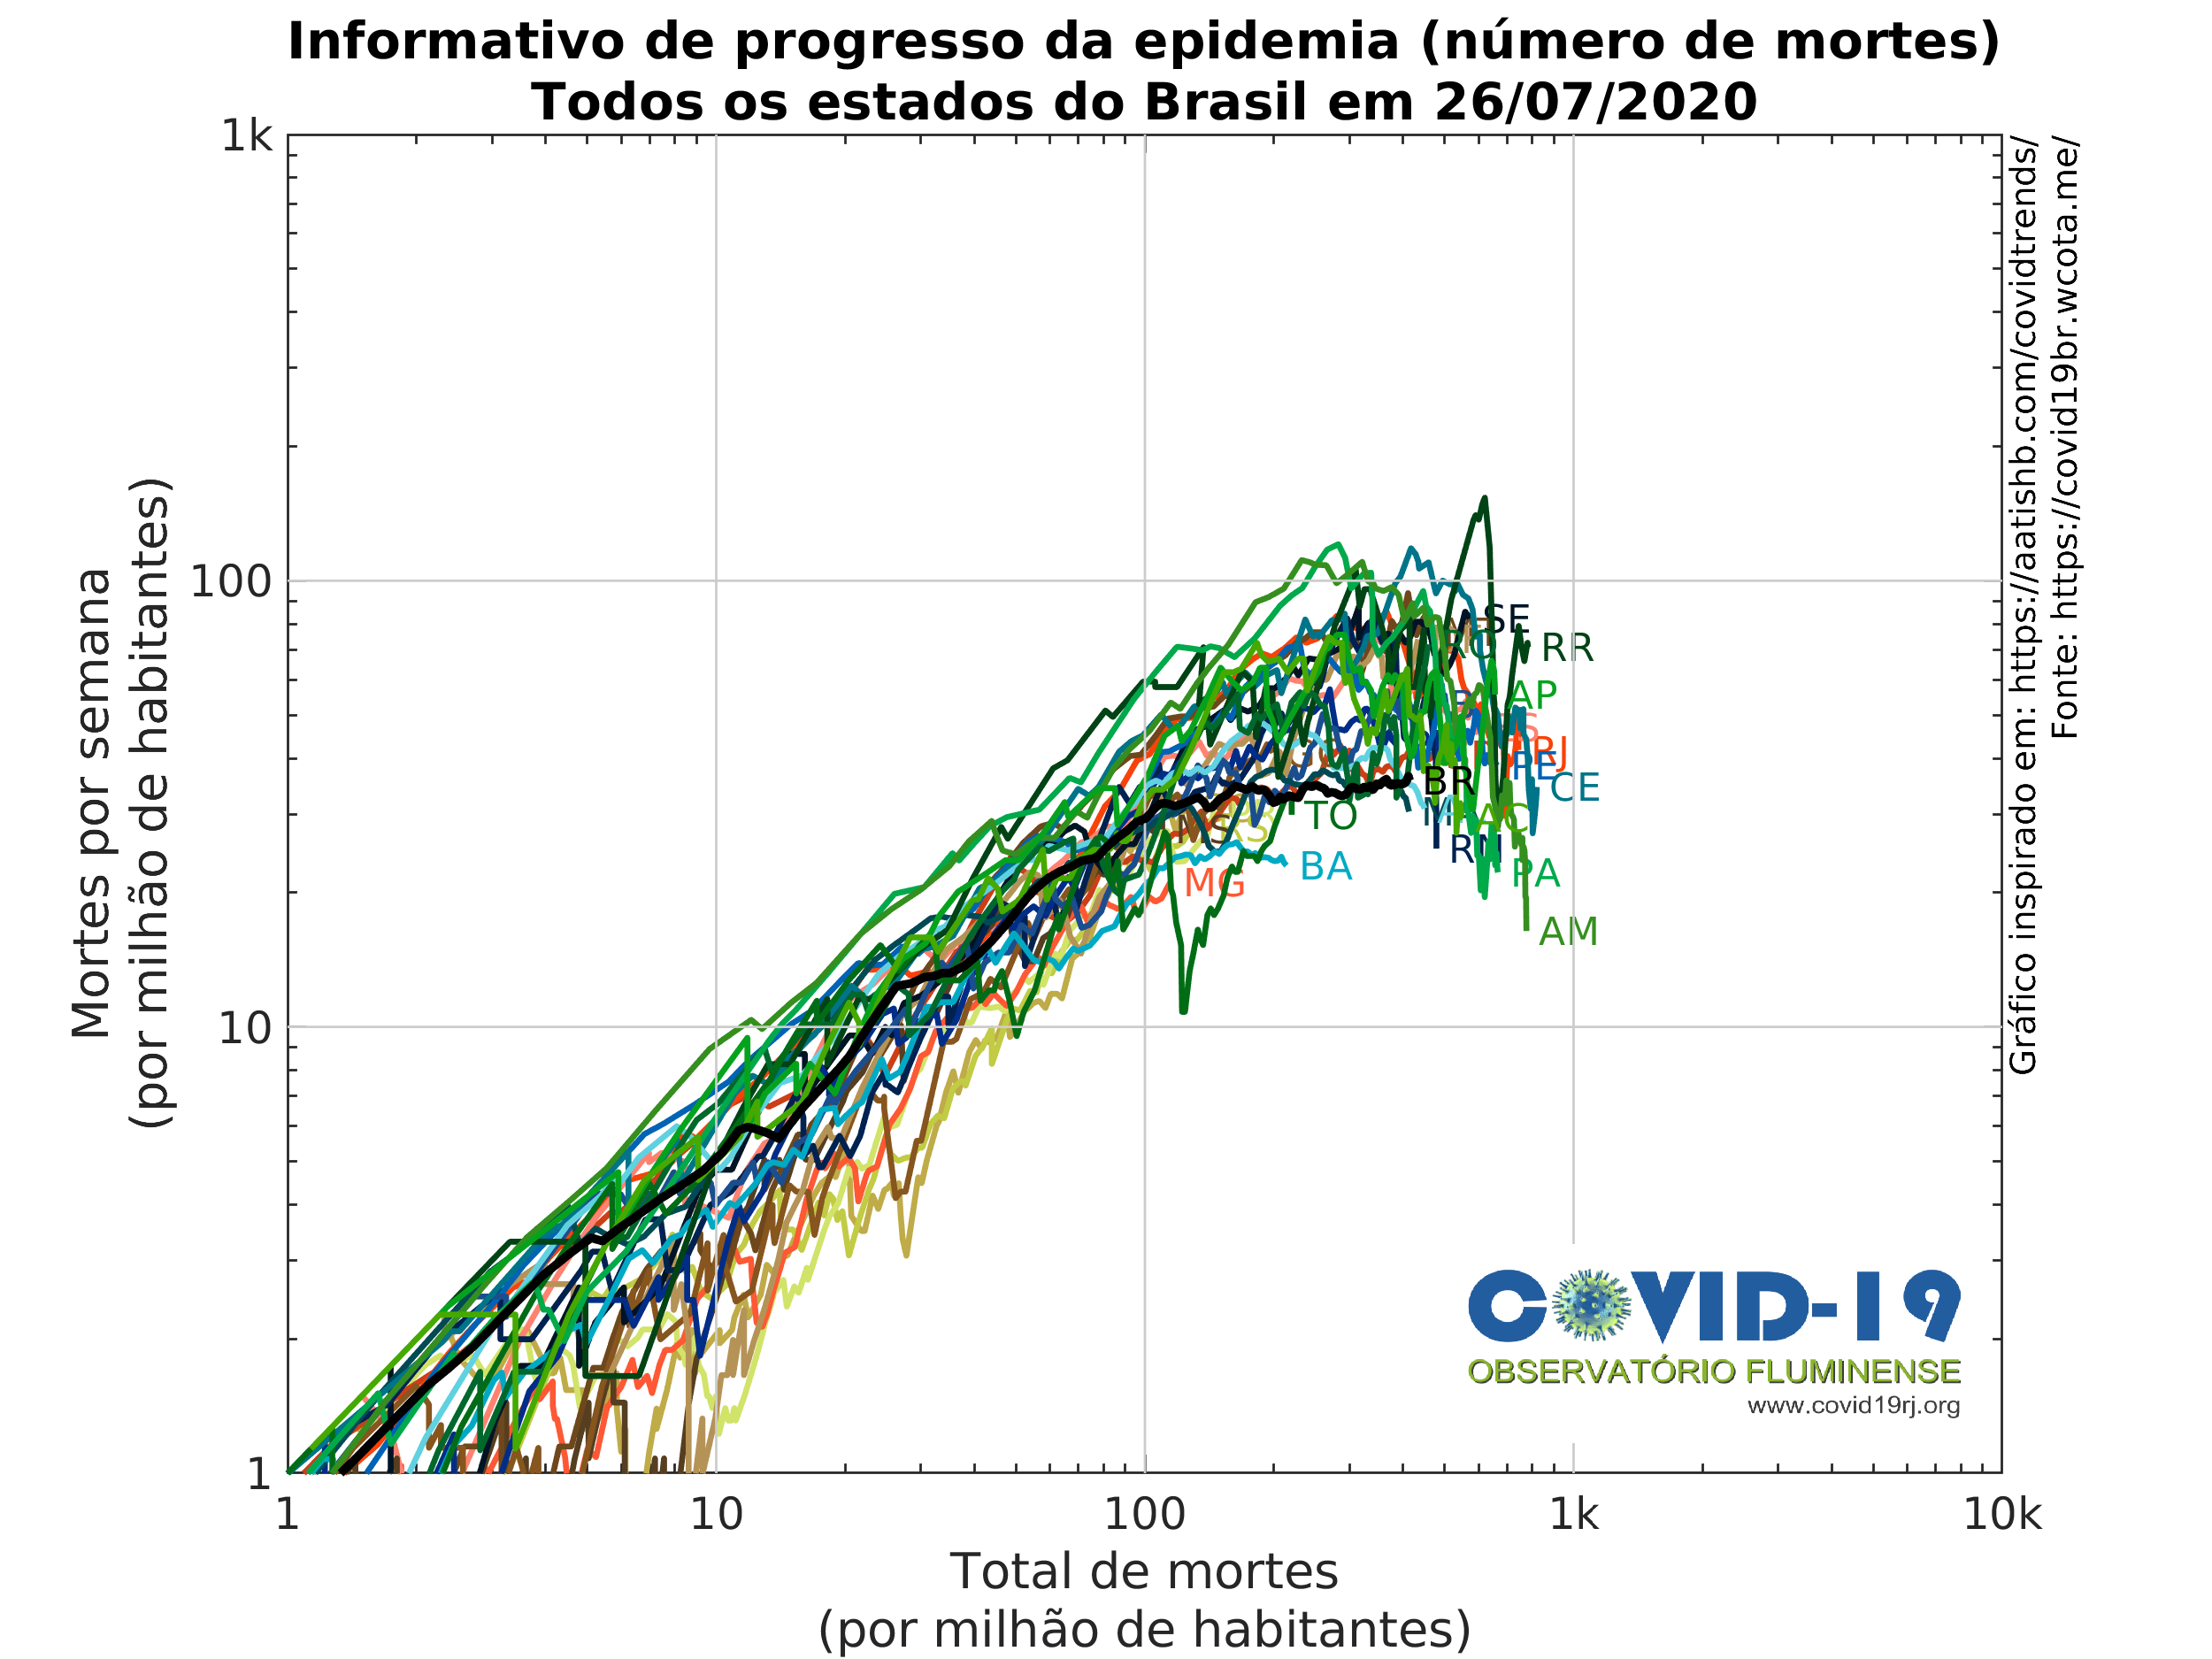 Informativo de progresso da epidemia (número de mortes)
Todos os estados do Brasil em 26/07/2020
1k
100
10
1
Mortes por semana
(por milhão de habitantes)
SE
RR
AP
RJ
PE
CE
BR
TO
RN
BA
PA
MG
AM
1
10
100
1k
10k
Total de mortes
(por milhão de habitantes)
Gráfico inspirado em: https://aatishb.com/covidtrends/
Fonte: https://covid19br.wcota.me/
COVID-19
OBSERVATÓRIO FLUMINENSE
www.covid19rj.org